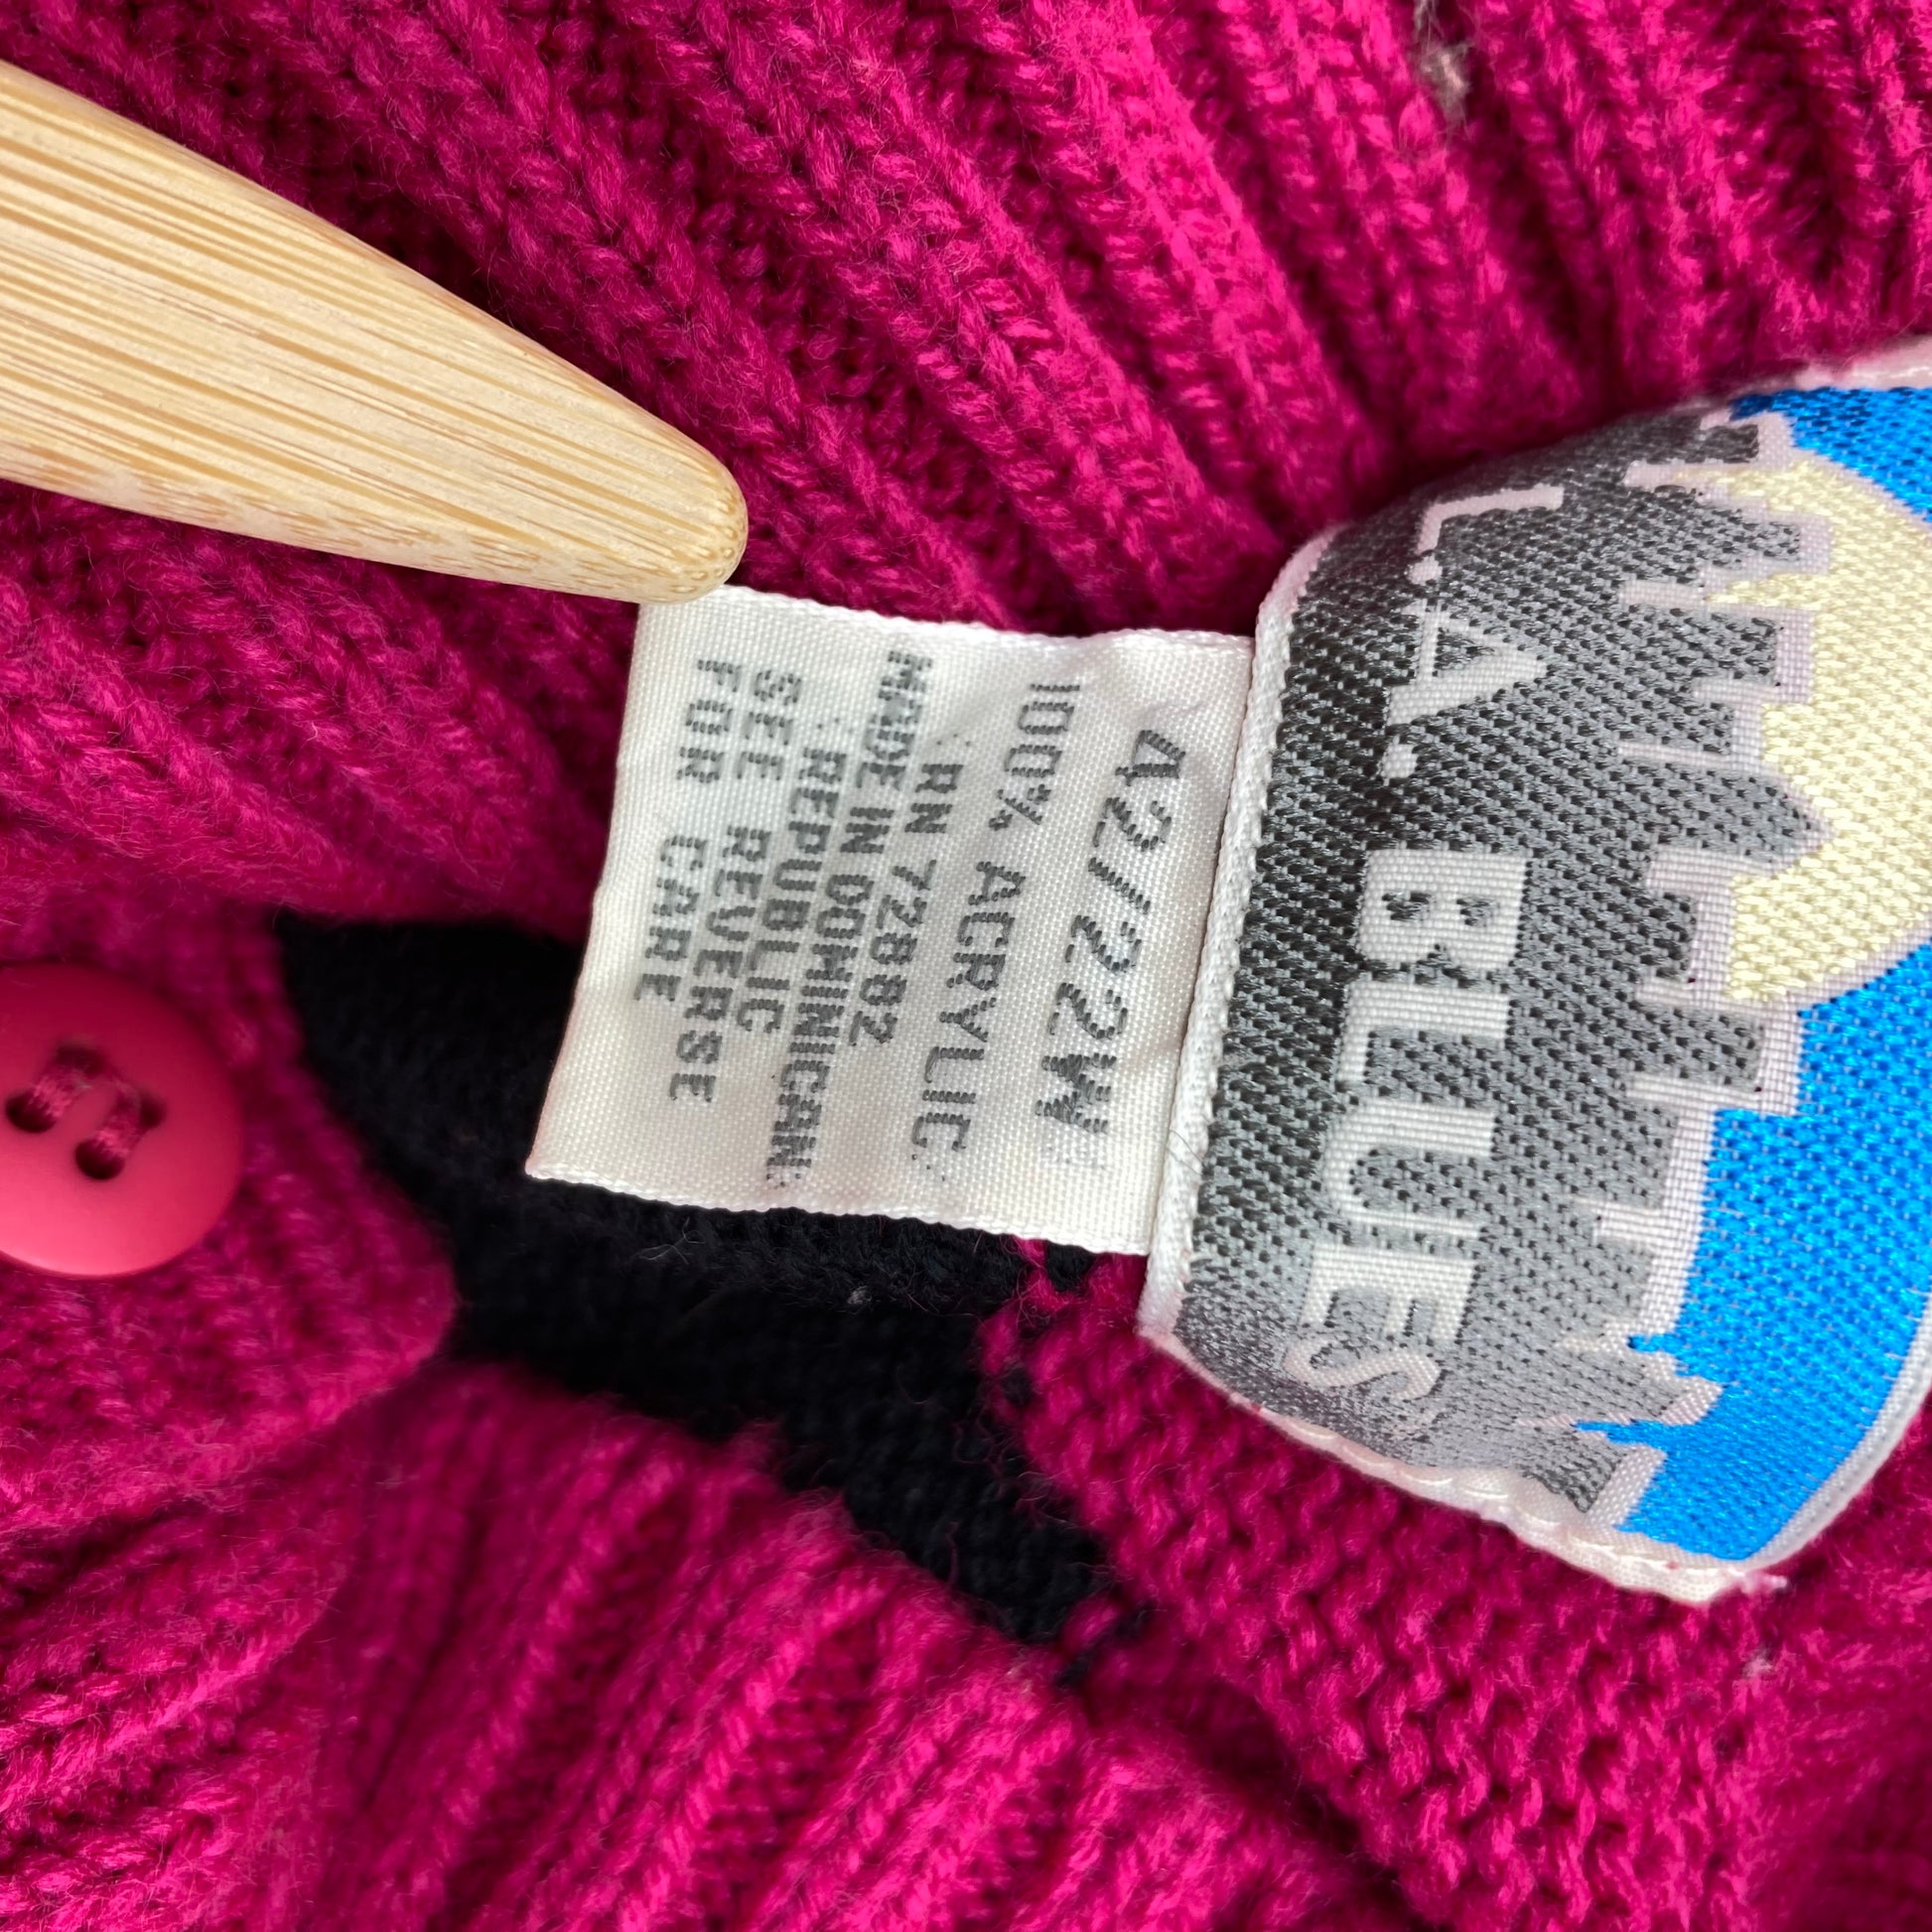 L.A. BLUES
42/22W
100% ACRYLIC
RN 72882
MADE IN DOMINICAN
REPUBLIC
SEE REVERSE
FOR CARE